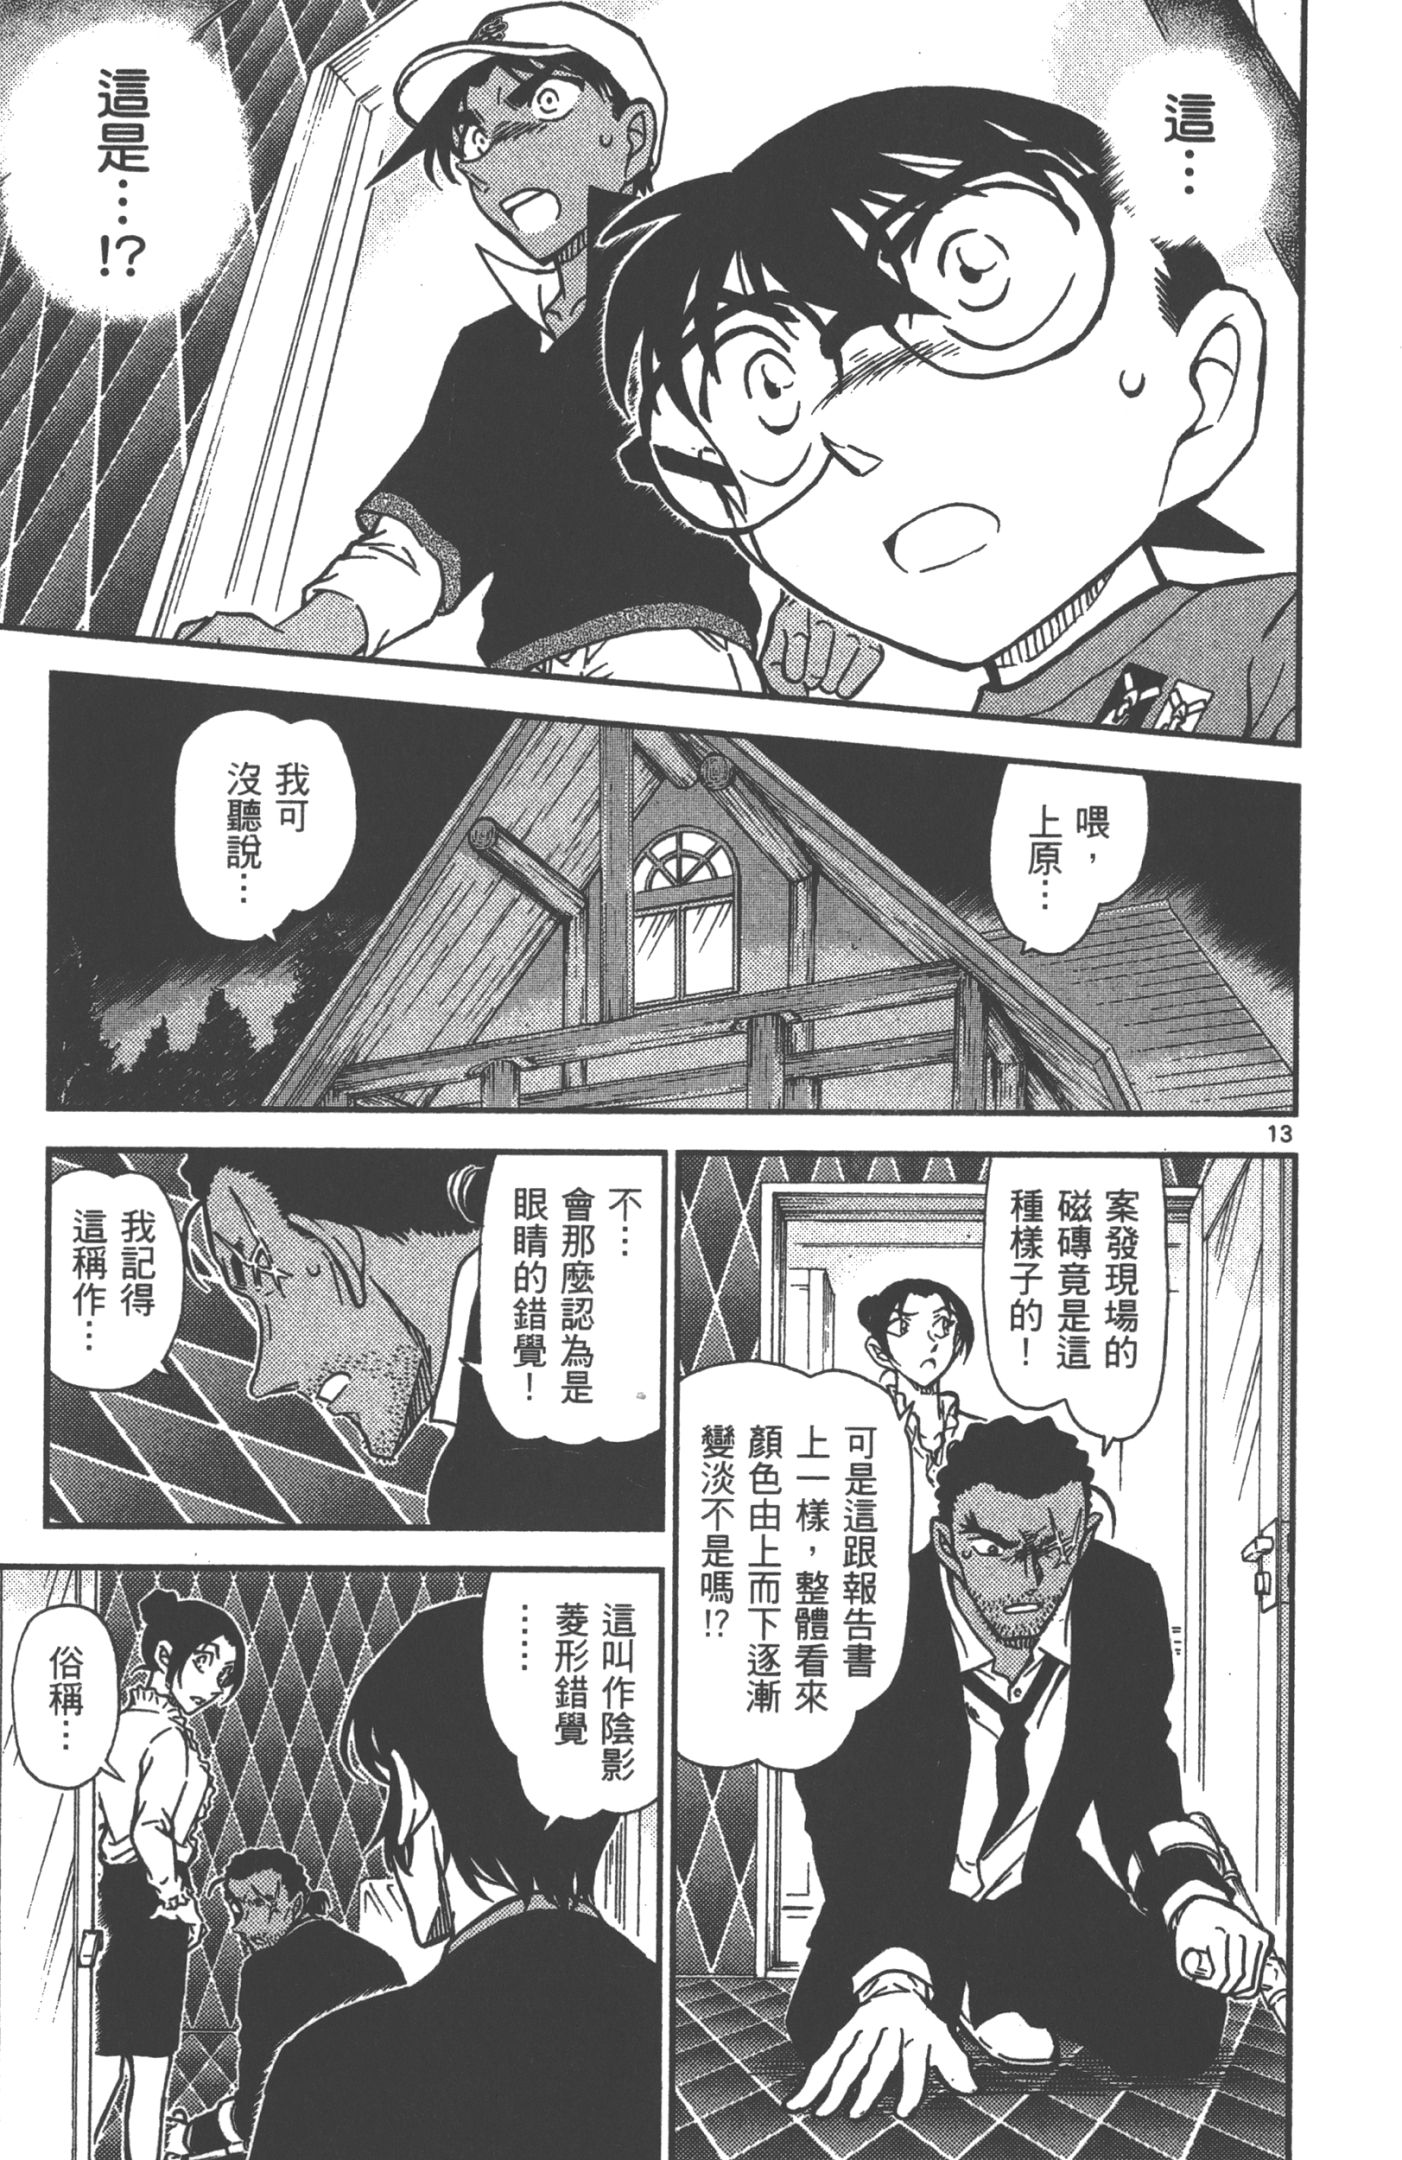 這…
這是…!?
喂，
上原…
我可
沒聽說…
13
案發現場的
磁磚竟是這
種樣子的！
可是這跟報告書
上一樣，整體看來
顏色由上而下逐漸
變淡不是嗎!?
不…
會那麼認為是
眼睛的錯覺！
我記得
這稱作…
這叫作陰影
菱形錯覺
……
俗稱…